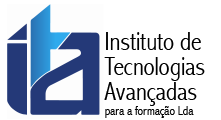 ita
Instituto de
Tecnologias
Avançadas
para a formação Lda